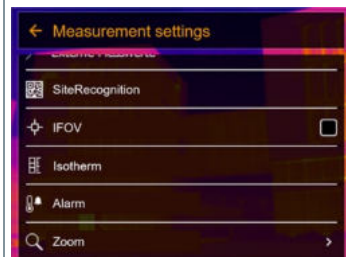 Measurement settings
SiteRecognition
IFOV
Isotherm
Alarm
Zoom